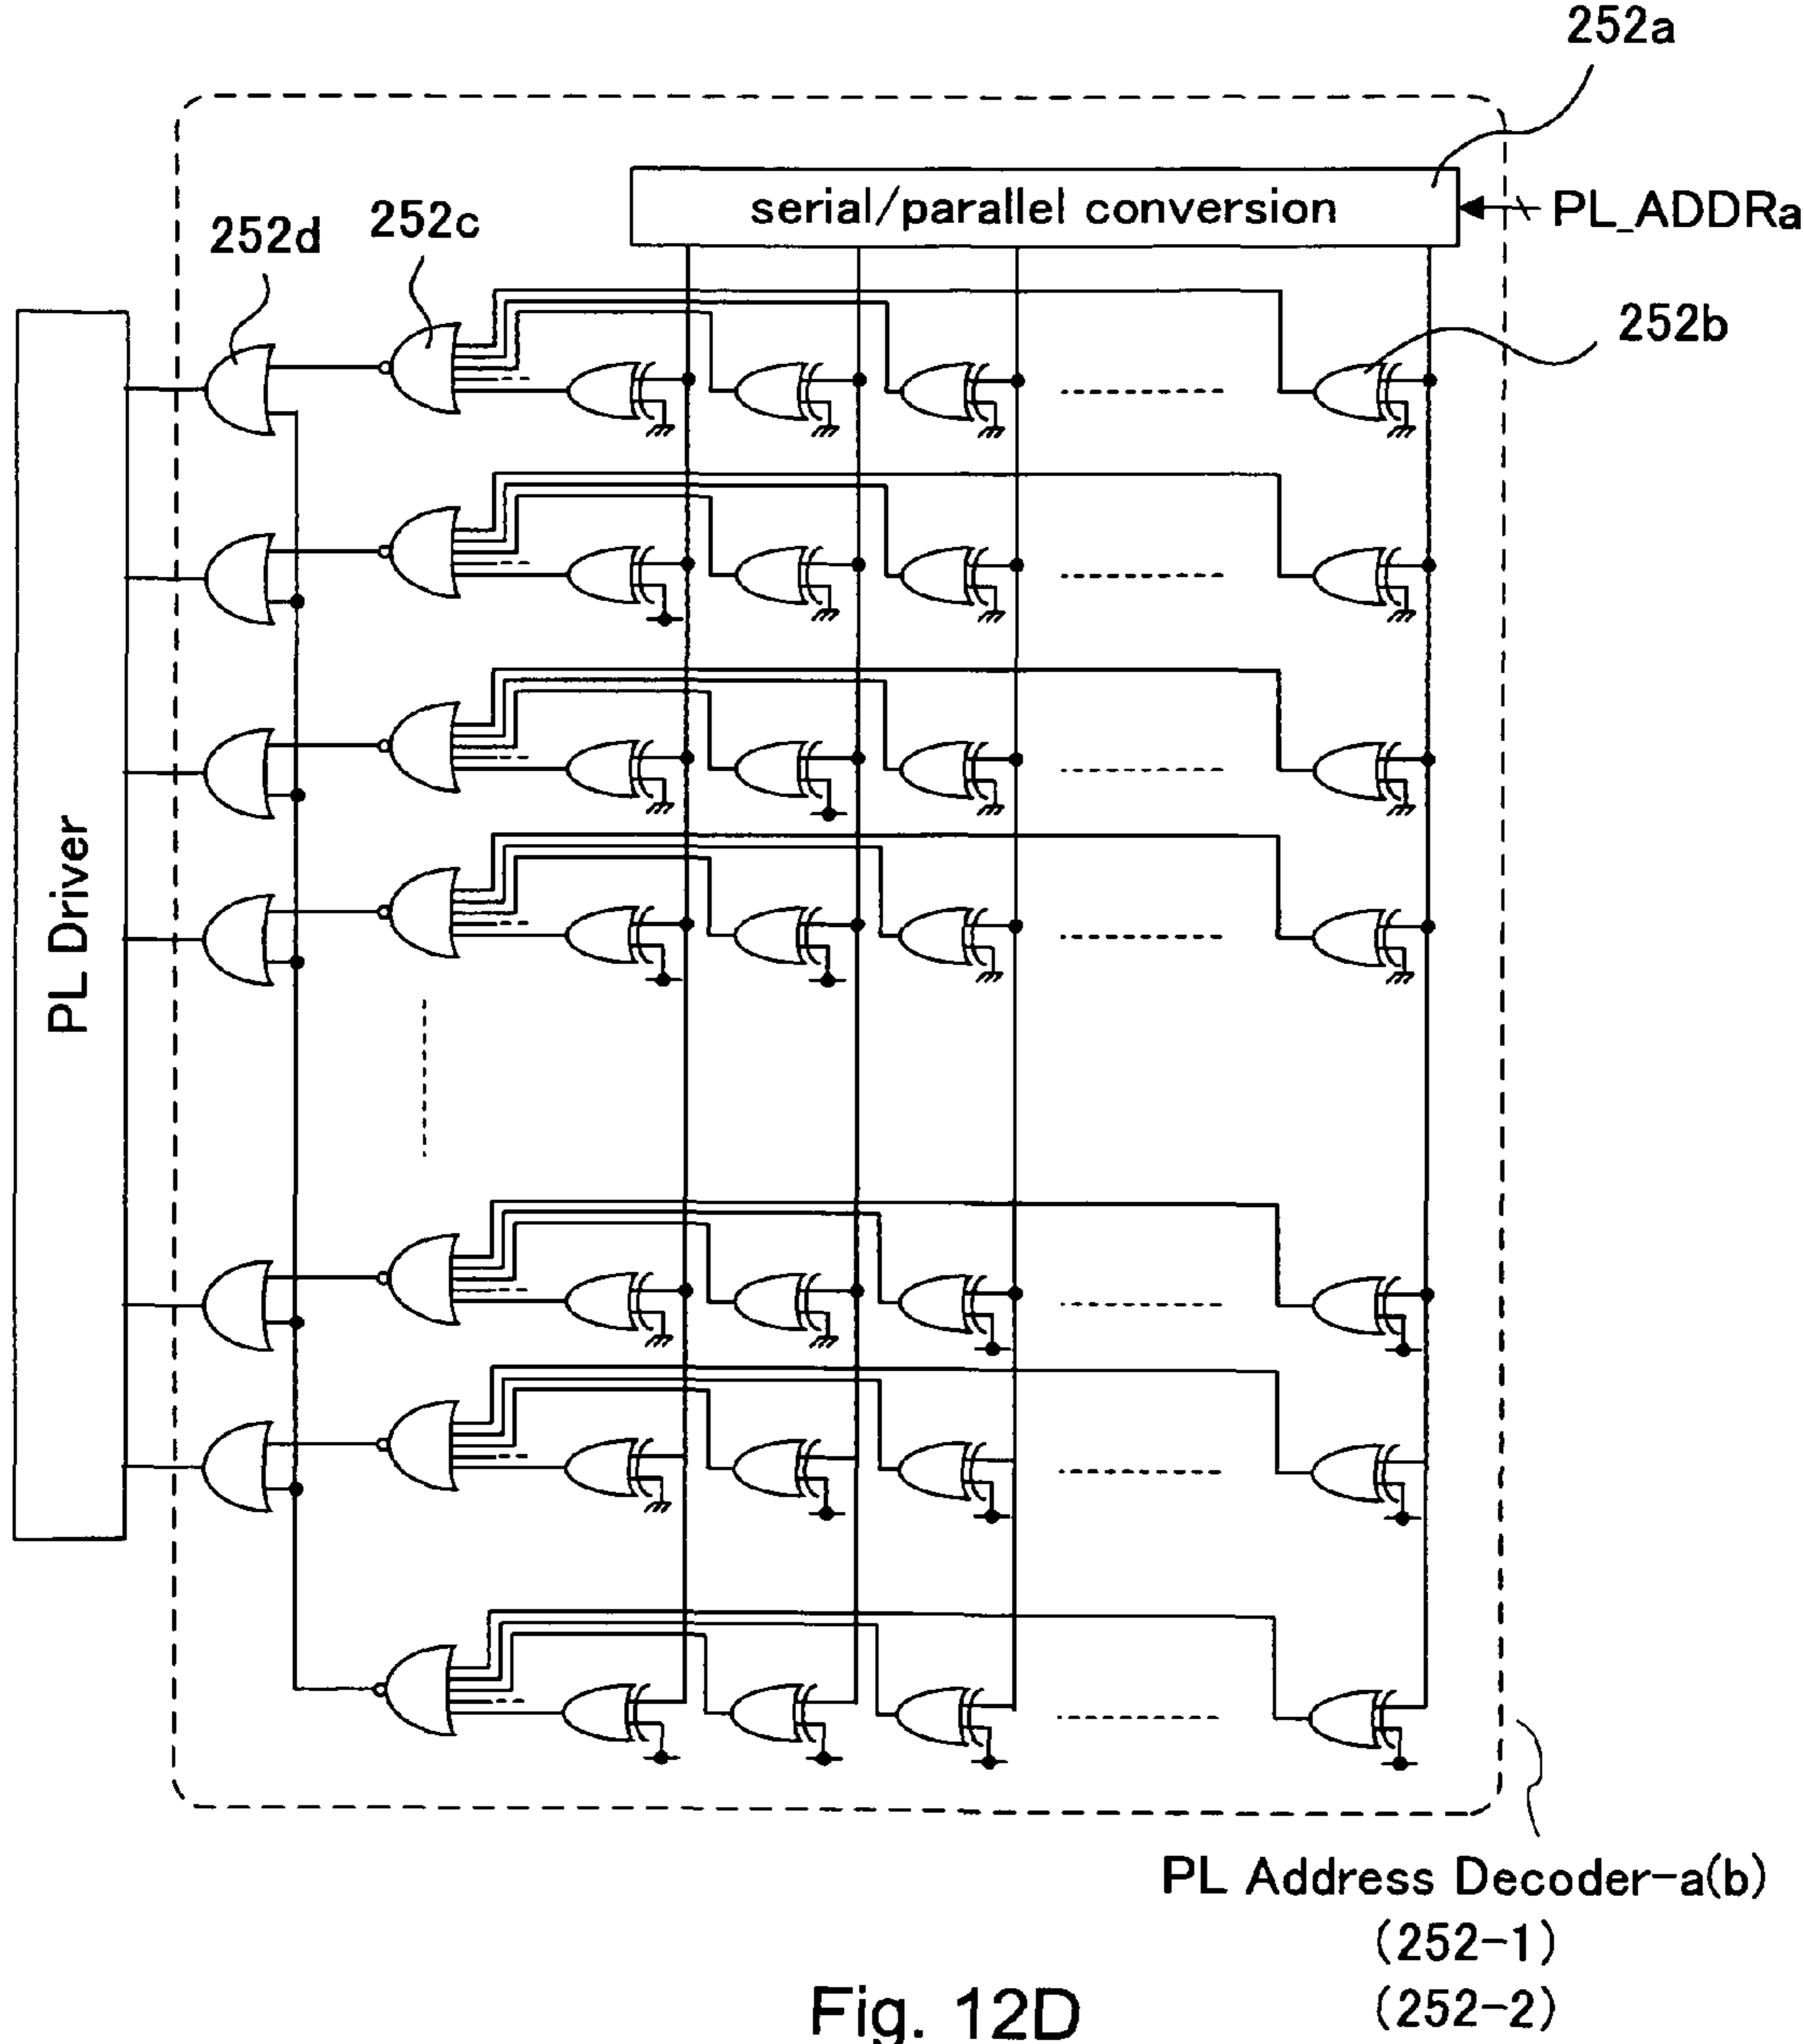 252a
serial/parallel conversion
PL_ADDRa
252d
252c
252b
PL Driver
PL Address Decoder-a(b)
(252-1)
(252-2)
Fig. 12D